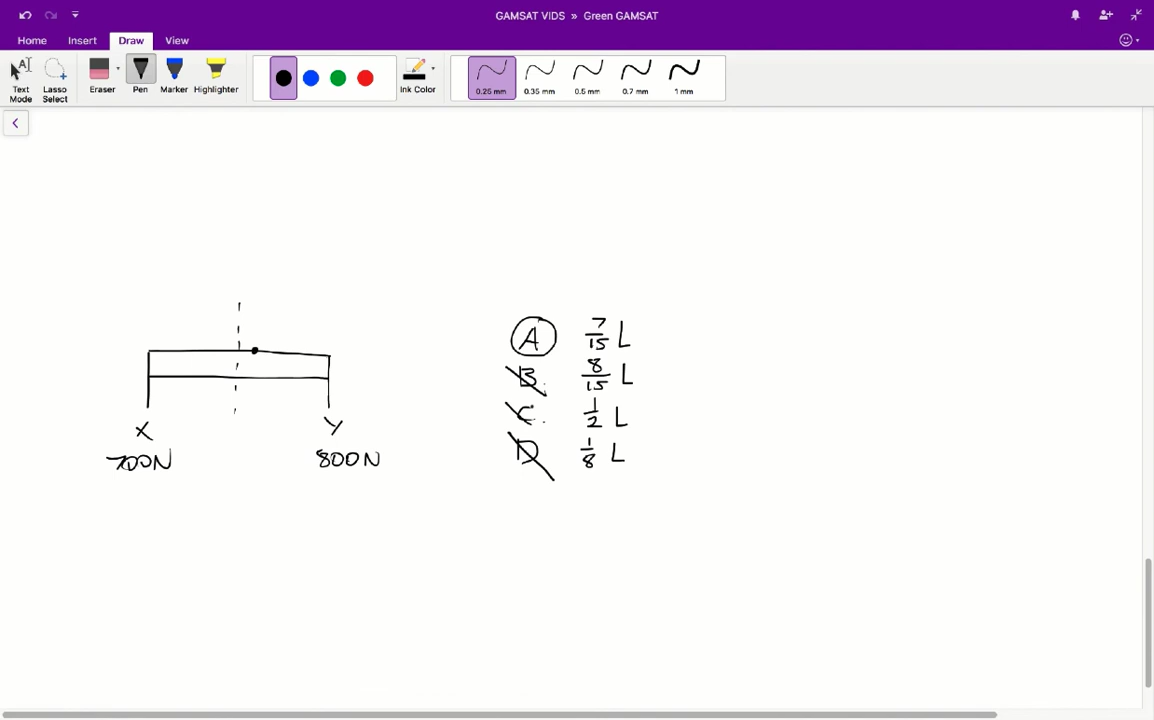 GAMSAT VIDS » Green GAMSAT
Home Insert Draw View
Text Mode
Lasso Select
Eraser
Pen
Marker
Highlighter
Ink Color
0.25 mm
0.35 mm
0.5 mm
0.7 mm
1 mm
A 7/15 L
B. 8/15 L
C. 1/2 L
D 1/8 L
X Y
700N 800N